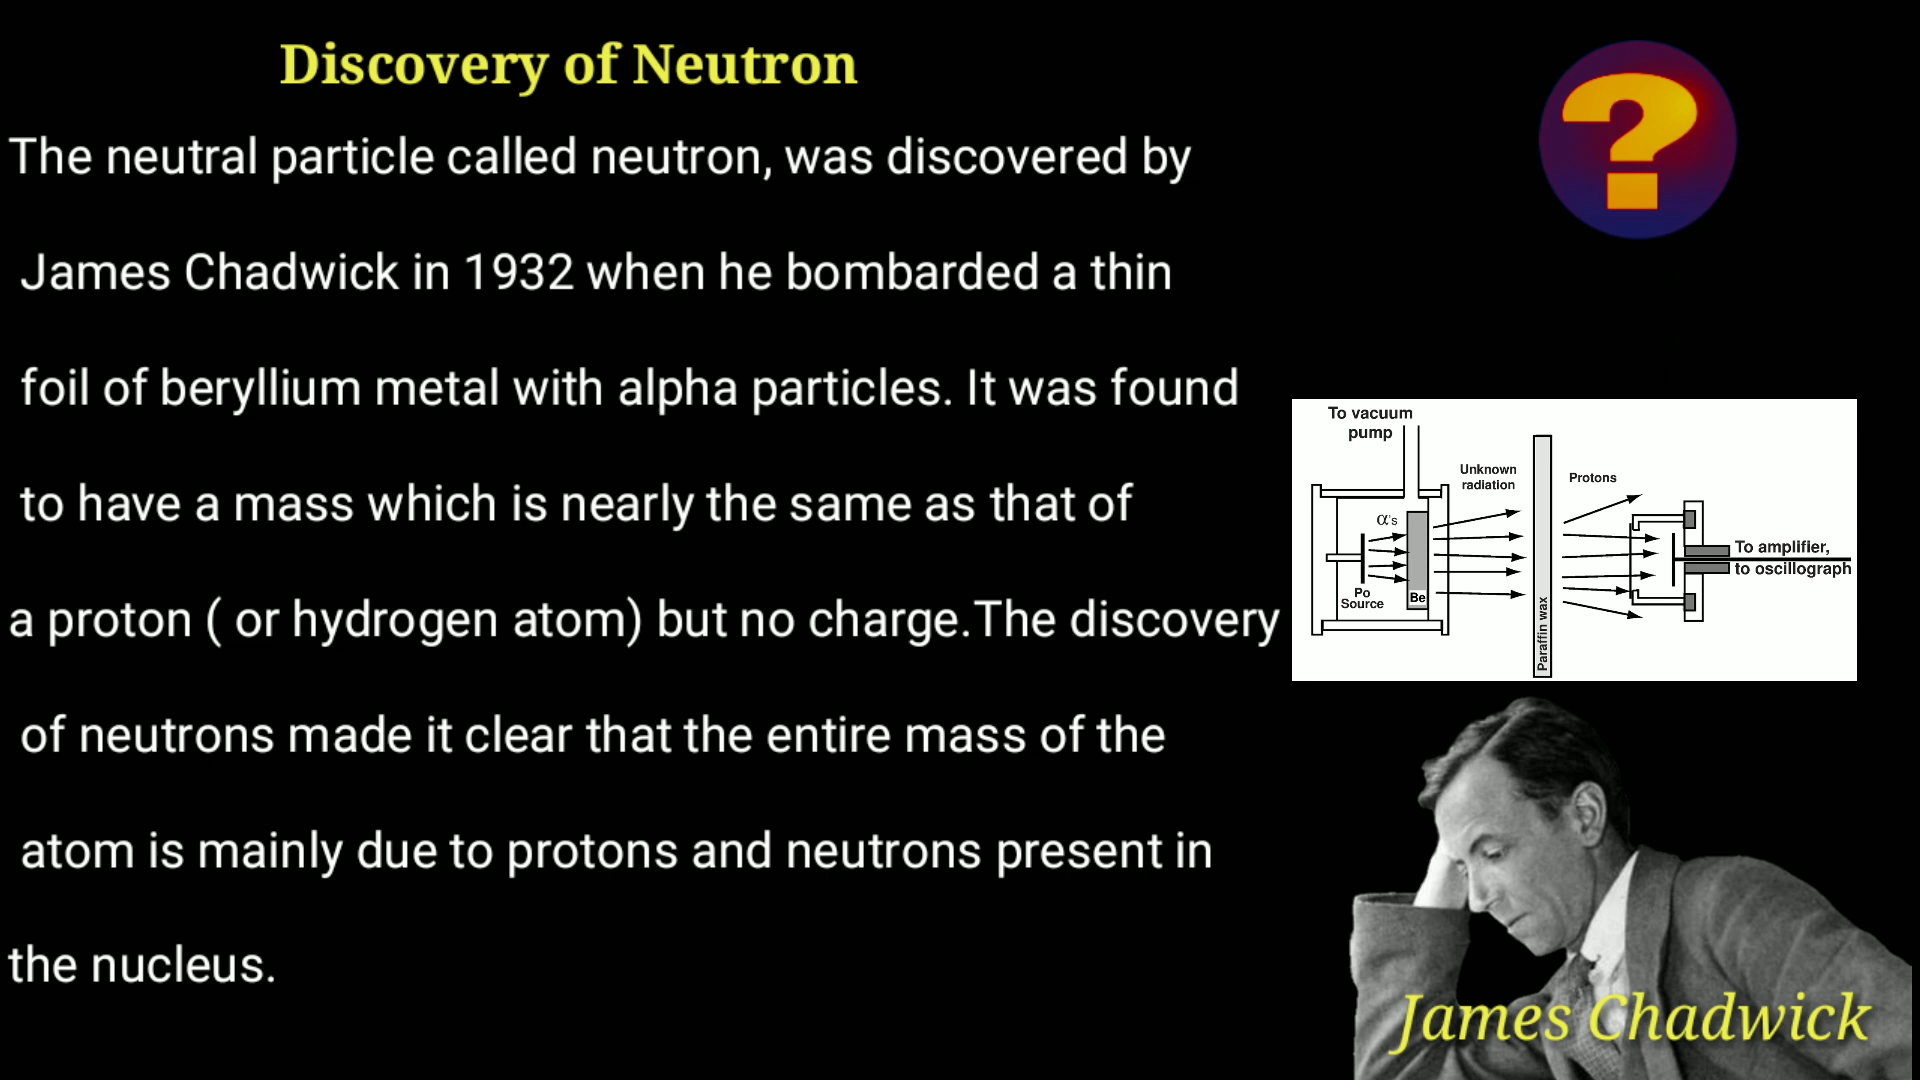 Discovery of Neutron
?
The neutral particle called neutron, was discovered by
James Chadwick in 1932 when he bombarded a thin
foil of beryllium metal with alpha particles. It was found
to have a mass which is nearly the same as that of
a proton ( or hydrogen atom) but no charge.The discovery
of neutrons made it clear that the entire mass of the
atom is mainly due to protons and neutrons present in
the nucleus.
To vacuum
pump
Unknown
radiation
Protons
α's
To amplifier,
to oscillograph
Po
Source
Be
Paraffin wax
James Chadwick